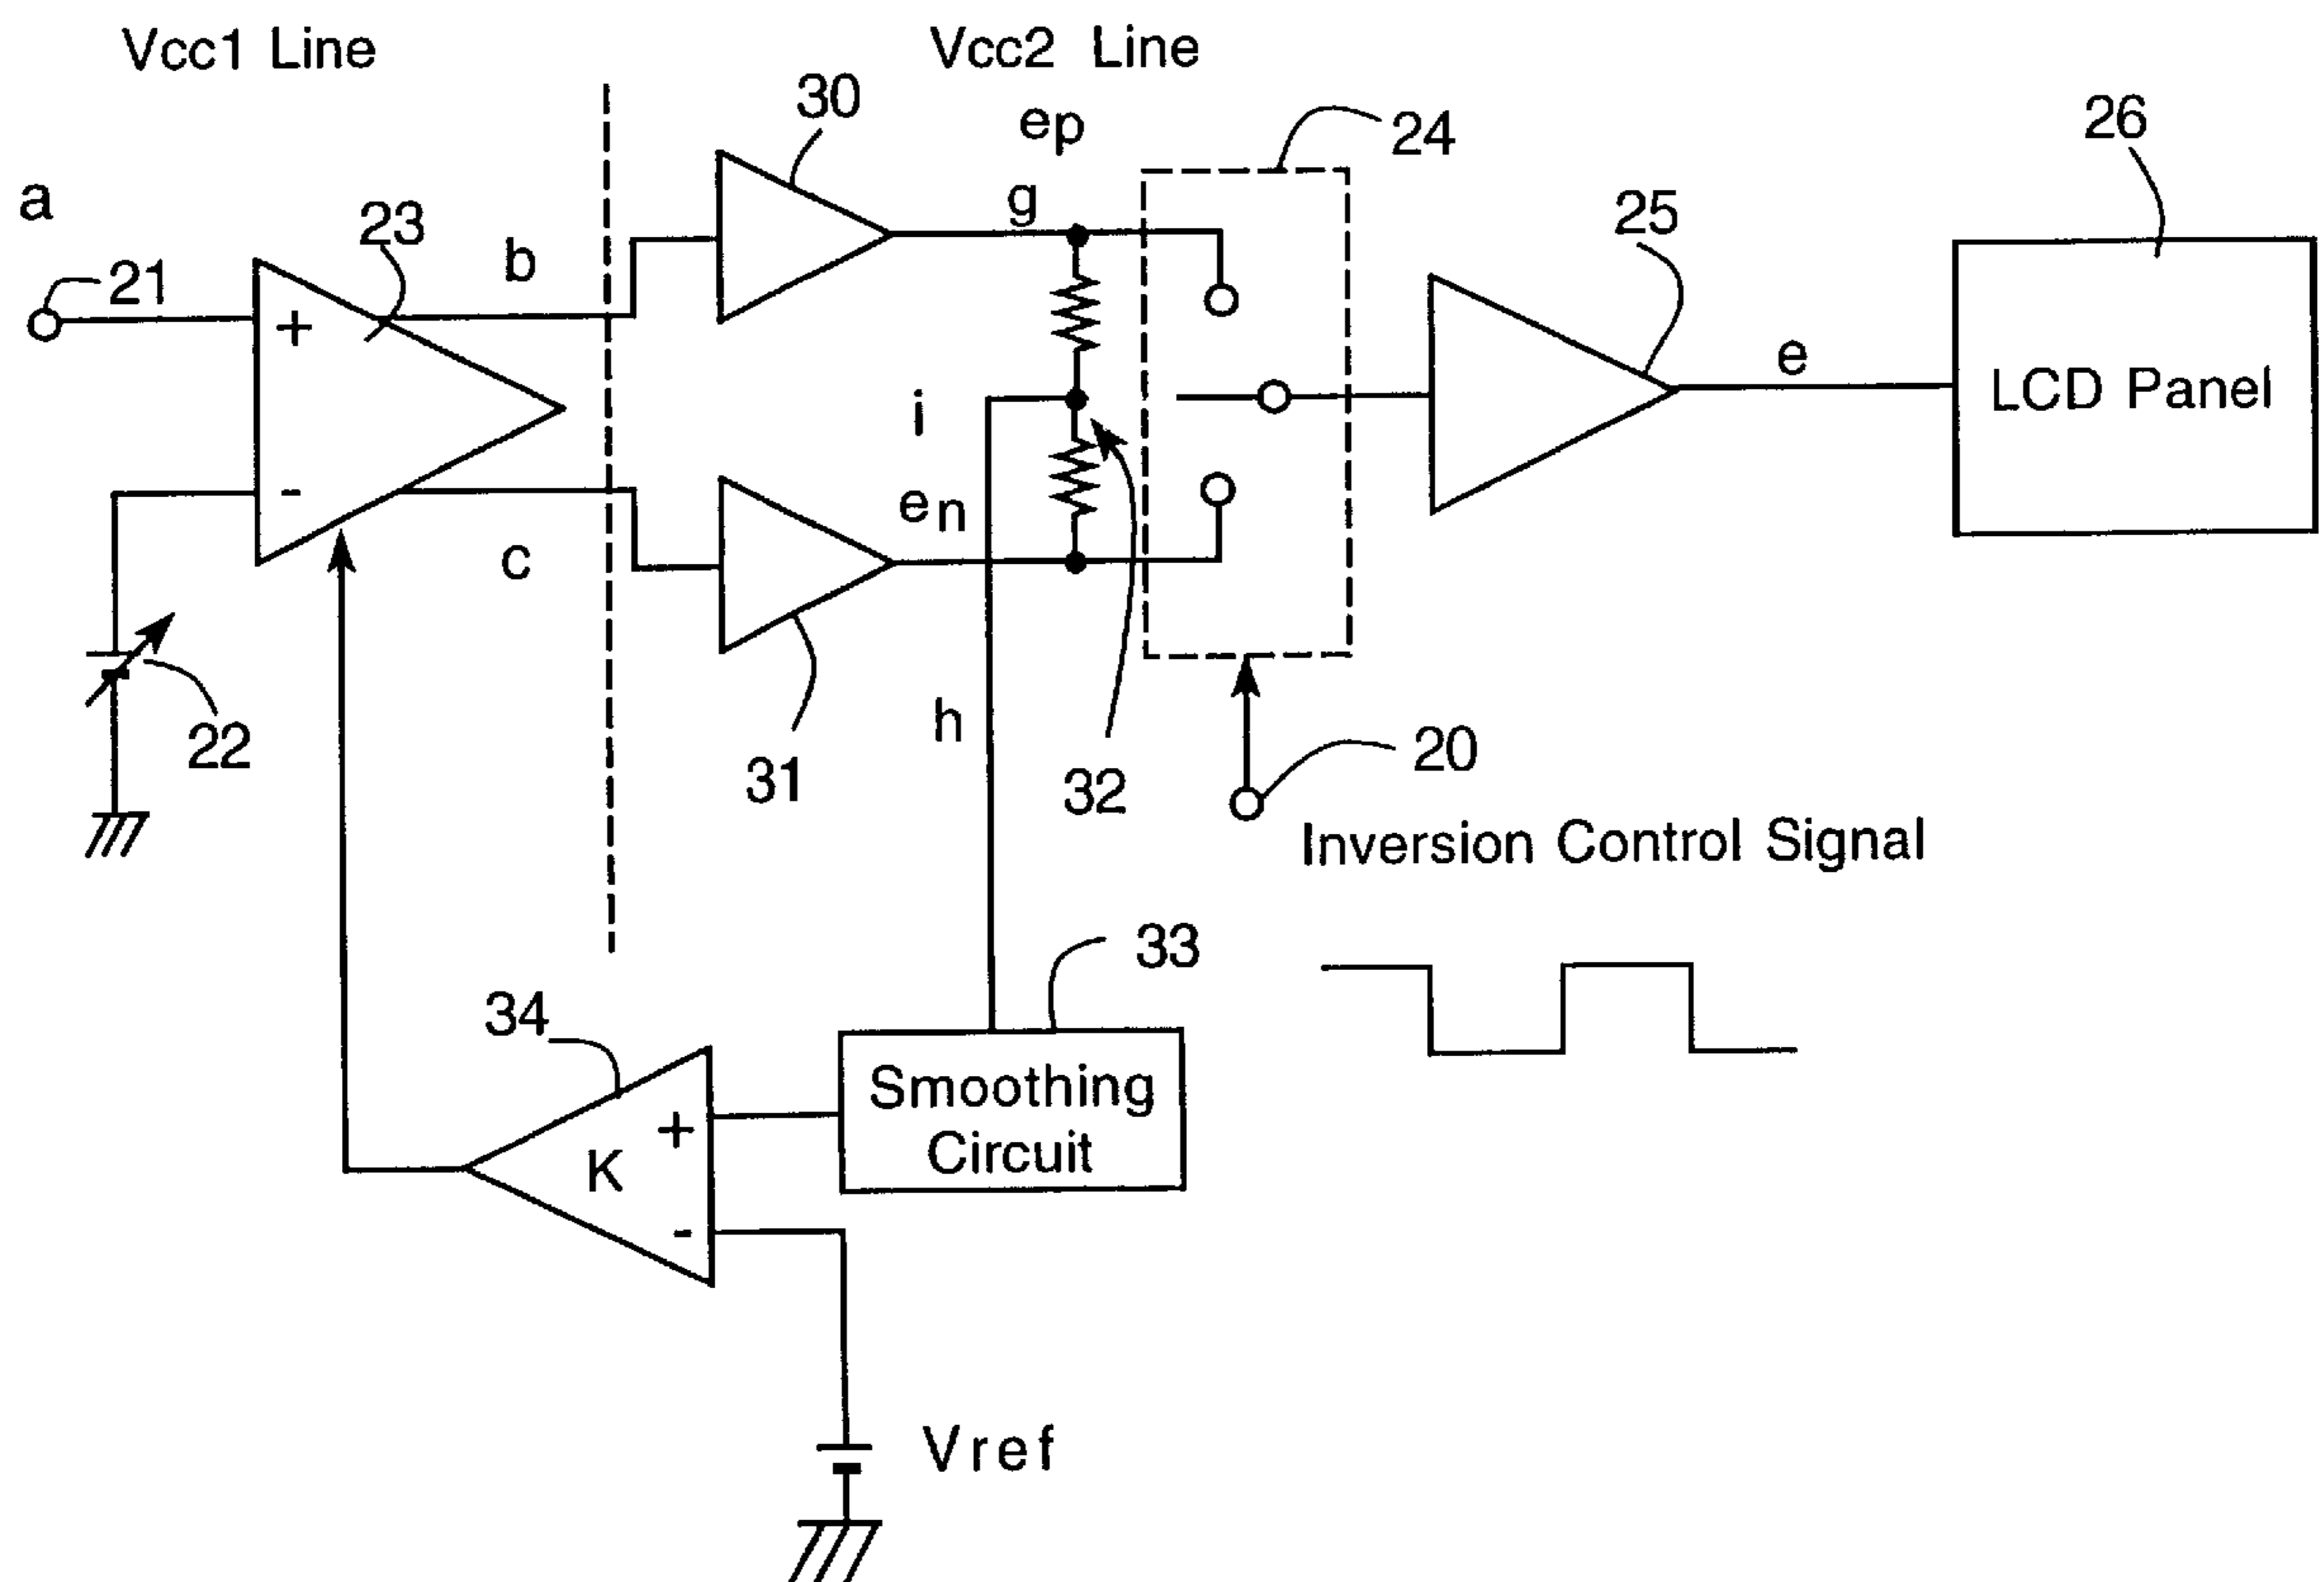 Vcc1 Line
Vcc2 Line
30
ep
24
26
a
23
g
25
21
b
+
i
e
LCD Panel
-
en
c
22
h
31
32
20
Inversion Control Signal
33
34
Smoothing
Circuit
+
K
-
Vref